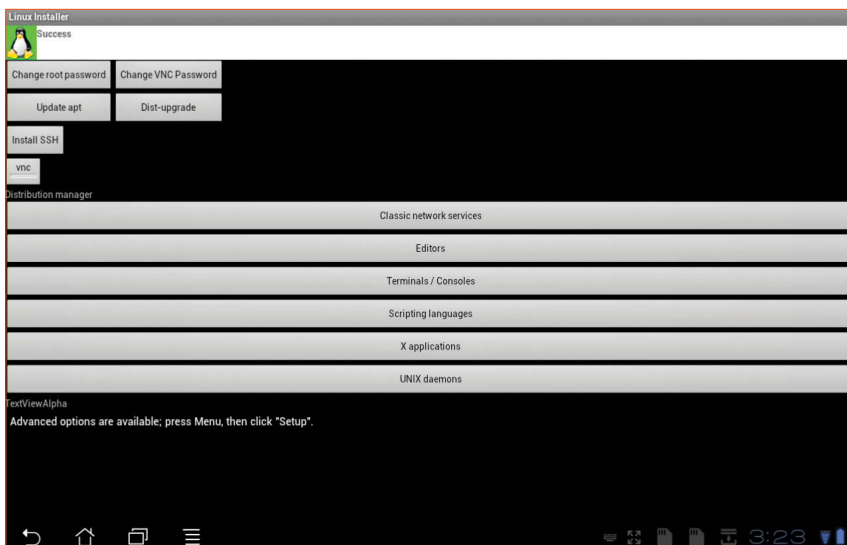 Linux Installer
Success
Change root password
Change VNC Password
Update apt
Dist-upgrade
Install SSH
vnc
Distribution manager
Classic network services
Editors
Terminals / Consoles
Scripting languages
X applications
UNIX daemons
TextViewAlpha
Advanced options are available; press Menu, then click "Setup".
3:23